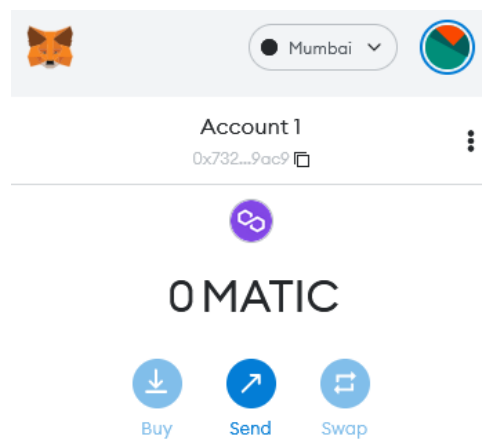 Mumbai
Account 1
0x732...9ac9
0 MATIC
Buy Send Swap